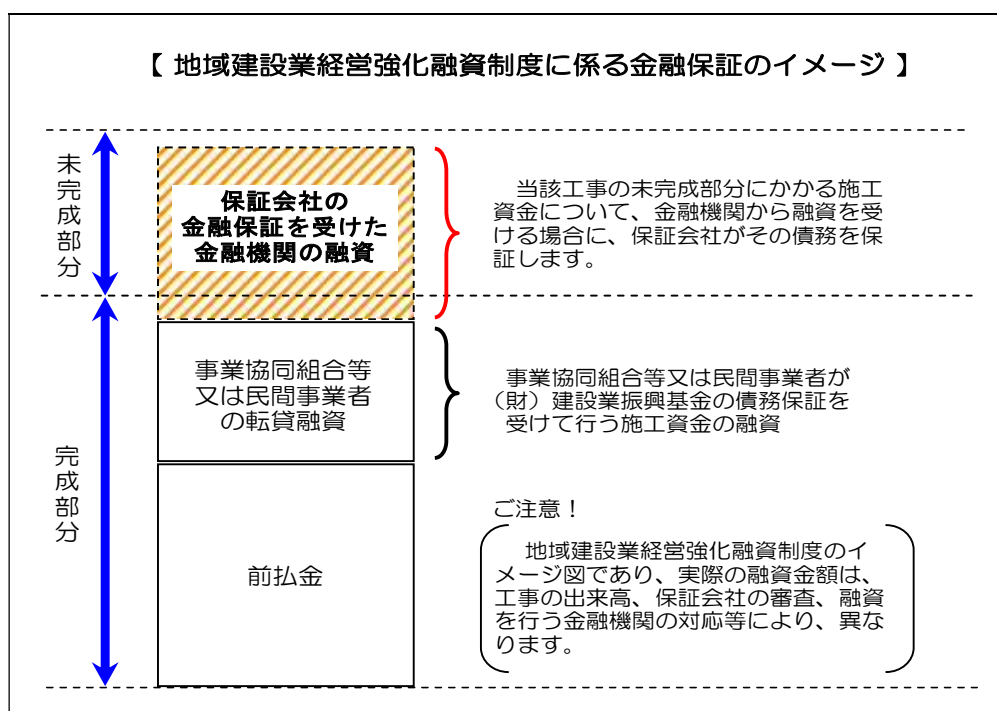 【 地域建設業経営強化融資制度に係る金融保証のイメージ 】
未完成部分
保証会社の
金融保証を受けた
金融機関の融資
当該工事の未完成部分にかかる施工
資金について、金融機関から融資を受
ける場合に、保証会社がその債務を保
証します。
完成部分
事業協同組合等
又は民間事業者
の転貸融資
事業協同組合等又は民間事業者が
（財）建設業振興基金の債務保証を
受けて行う施工資金の融資
前払金
ご注意！
地域建設業経営強化融資制度のイ
メージ図であり、実際の融資金額は、
工事の出来高、保証会社の審査、融資
を行う金融機関の対応等により、異な
ります。